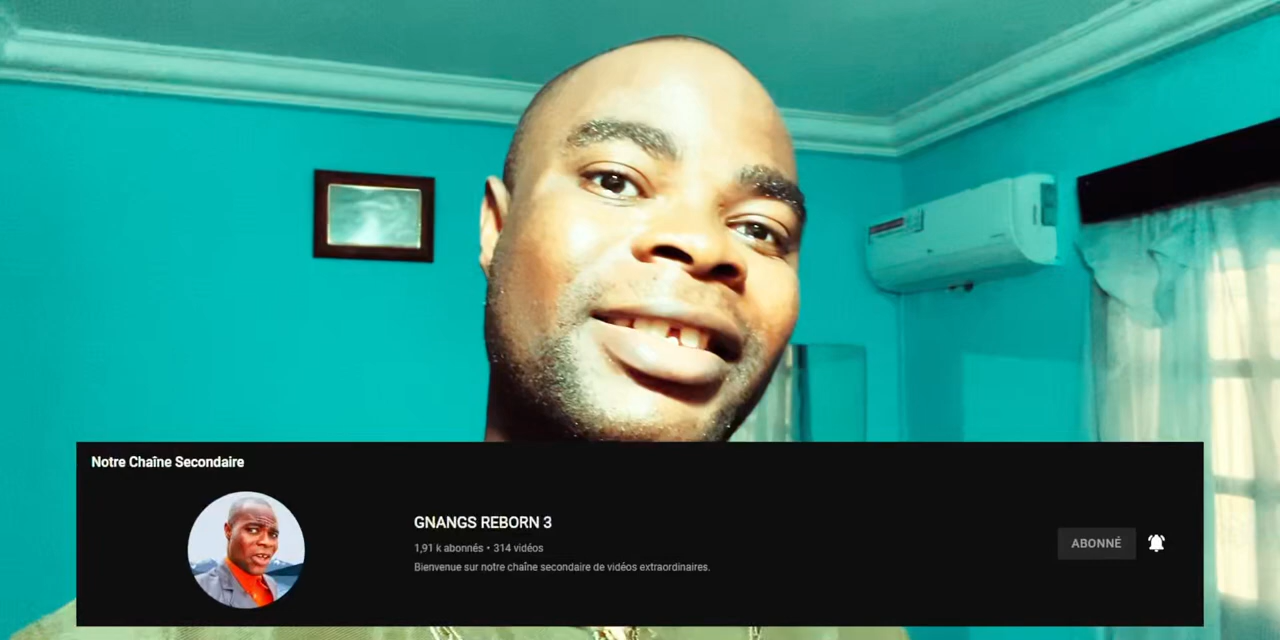 Notre Chaîne Secondaire
GNANGS REBORN 3
1,91 k abonnés • 314 vidéos
Bienvenue sur notre chaîne secondaire de vidéos extraordinaires.
ABONNÉ